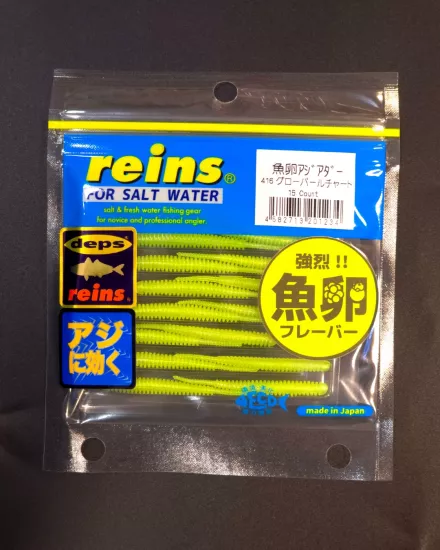 reins®
FOR SALT WATER
salt & fresh water fishing gear
for novice and professional angler.
魚卵アジアダー
416 グローパールチャート
15 Count
4582713201234
deps
reins®
強烈!!
魚卵
フレーバー
アジ
に効く
made in Japan